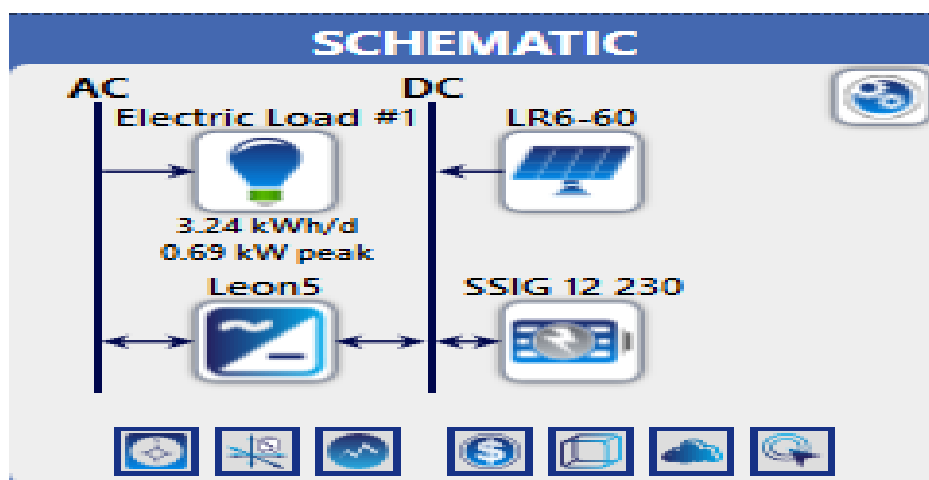 SCHEMATIC
AC
DC
Electric Load #1
LR6-60
3.24 kWh/d
0.69 kW peak
Leon5
SSIG 12 230